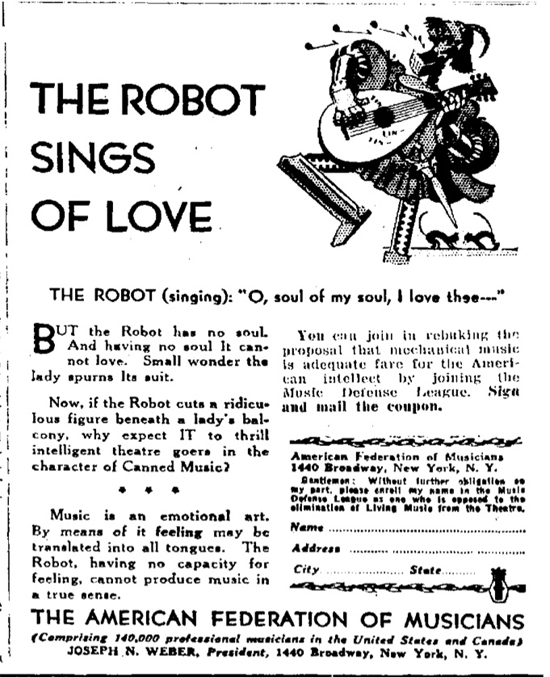 THE ROBOT
SINGS
OF LOVE
THE ROBOT (singing): "O, soul of my soul, I love thee---"
BUT the Robot has no soul.
And having no soul It can-
not love. Small wonder the
lady spurns Its suit.
Now, if the Robot cuts a ridicu-
lous figure beneath a lady's bal-
cony, why expect IT to thrill
intelligent theatre goers in the
character of Canned Music?
* * *
Music is an emotional art.
By means of it feeling may be
translated into all tongues. The
Robot, having no capacity for
feeling, cannot produce music in
a true sense.
You can join in rebuking the
proposal that mechanical music
is adequate fare for the Ameri-
can intellect by joining the
Music Defense League. Sign
and mail the coupon.
American Federation of Musicians
1440 Broadway, New York, N. Y.
Gentlemen: Without further obligation on
my part, please enroll my name in the Music
Defense League as one who is opposed to the
elimination of Living Music from the Theatre.
Name
Address
City State
THE AMERICAN FEDERATION OF MUSICIANS
(Comprising 140,000 professional musicians in the United States and Canada)
JOSEPH N. WEBER, President, 1440 Broadway, New York, N. Y.